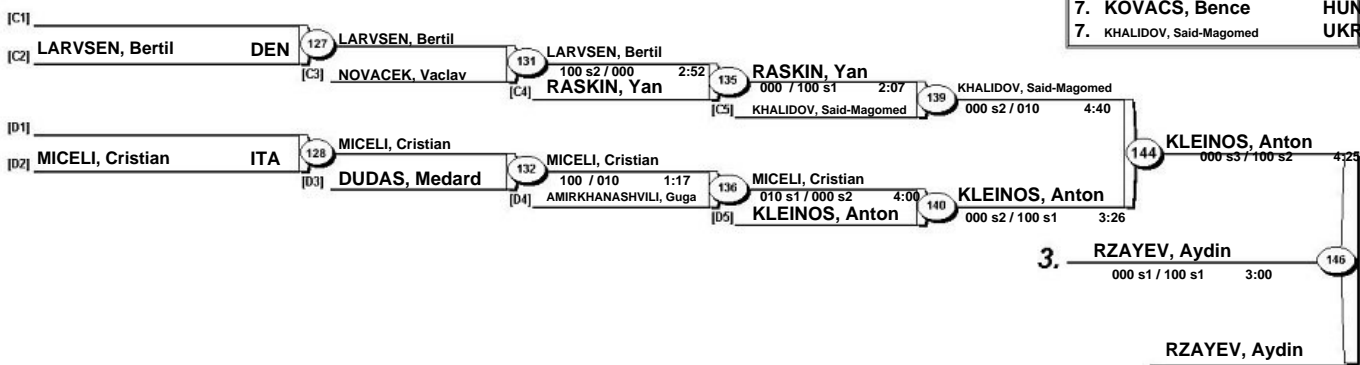 7. KOVACS, Bence HUN
7. KHALIDOV, Said-Magomed UKR
[C1]
[C2] LARVSEN, Bertil DEN
127
LARVSEN, Bertil
[C3] NOVACEK, Vaclav
131
LARVSEN, Bertil
100 s2 / 000 2:52
[C4] RASKIN, Yan
135
RASKIN, Yan
000 / 100 s1 2:07
[C5] KHALIDOV, Said-Magomed
139
KHALIDOV, Said-Magomed
000 s2 / 010 4:40
[D1]
[D2] MICELI, Cristian ITA
128
MICELI, Cristian
[D3] DUDAS, Medard
132
MICELI, Cristian
100 / 010 1:17
[D4] AMIRKHANASHVILI, Guga
136
MICELI, Cristian
010 s1 / 000 s2 4:00
[D5] KLEINOS, Anton
140
KLEINOS, Anton
000 s2 / 100 s1 3:26
144
KLEINOS, Anton
000 s3 / 100 s2 4:25
3. RZAYEV, Aydin
000 s1 / 100 s1 3:00
146
RZAYEV, Aydin